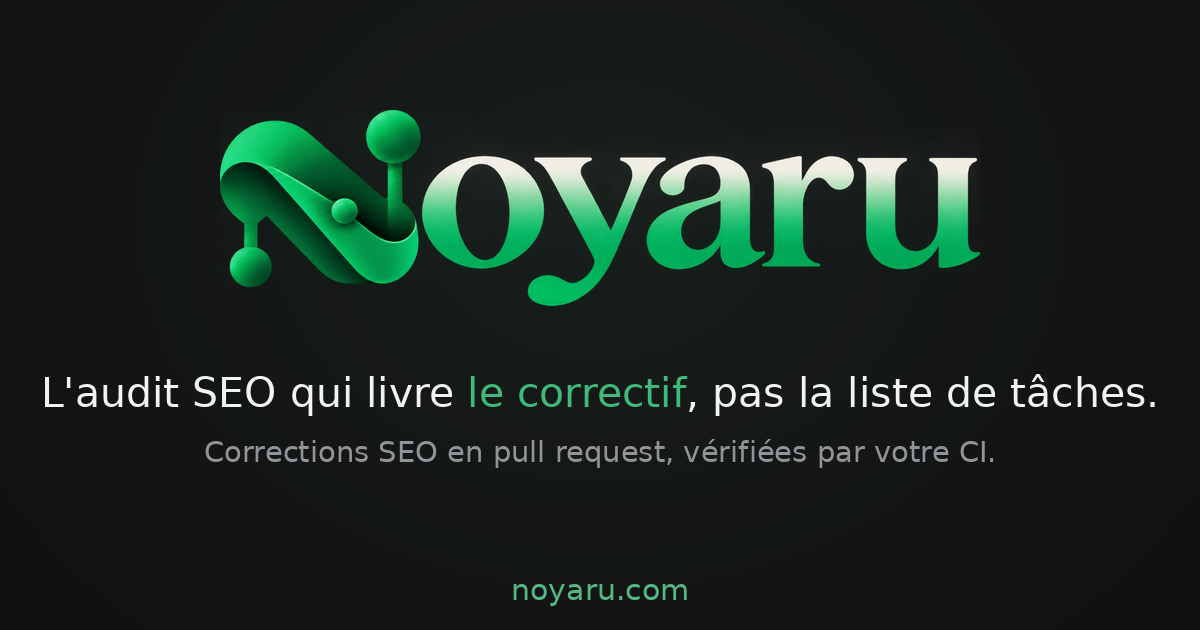 Noyaru
L'audit SEO qui livre le correctif, pas la liste de tâches.
Corrections SEO en pull request, vérifiées par votre CI.
noyaru.com